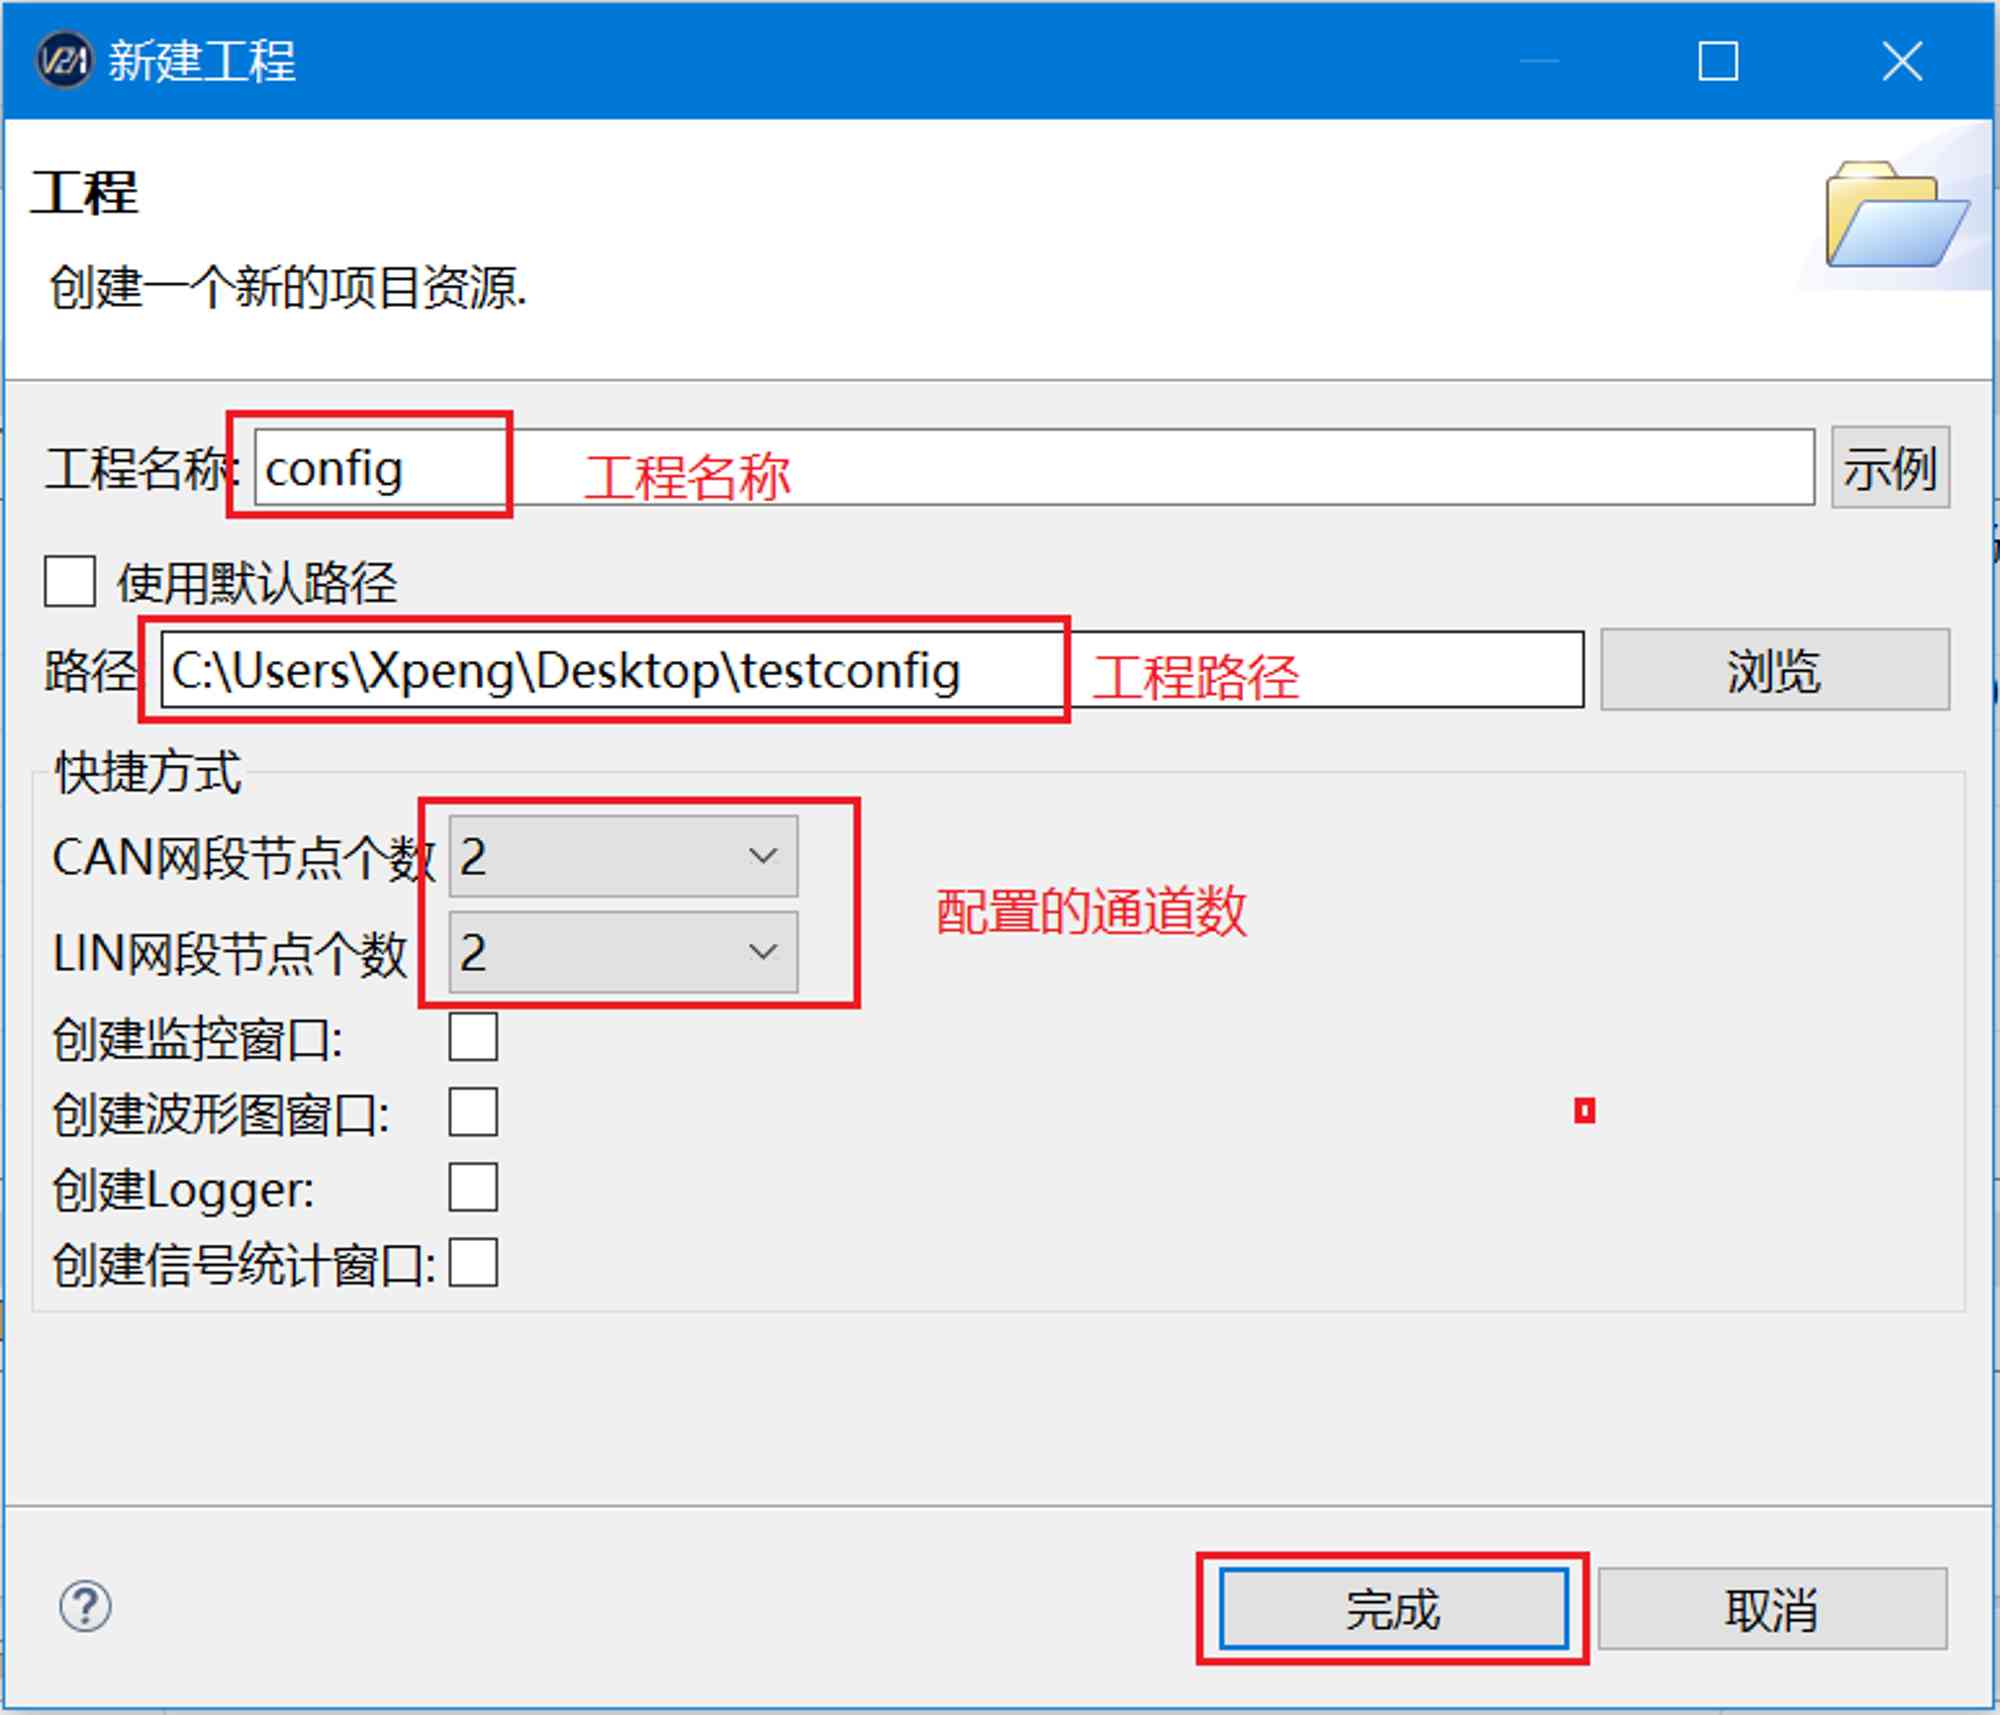 新建工程
工程
创建一个新的项目资源.
工程名称: config 工程名称 示例
使用默认路径
路径: C:\Users\Xpeng\Desktop\testconfig 工程路径 浏览
快捷方式
CAN网段节点个数 2
配置的通道数
LIN网段节点个数 2
创建监控窗口:
创建波形图窗口:
创建Logger:
创建信号统计窗口:
? 完成 取消